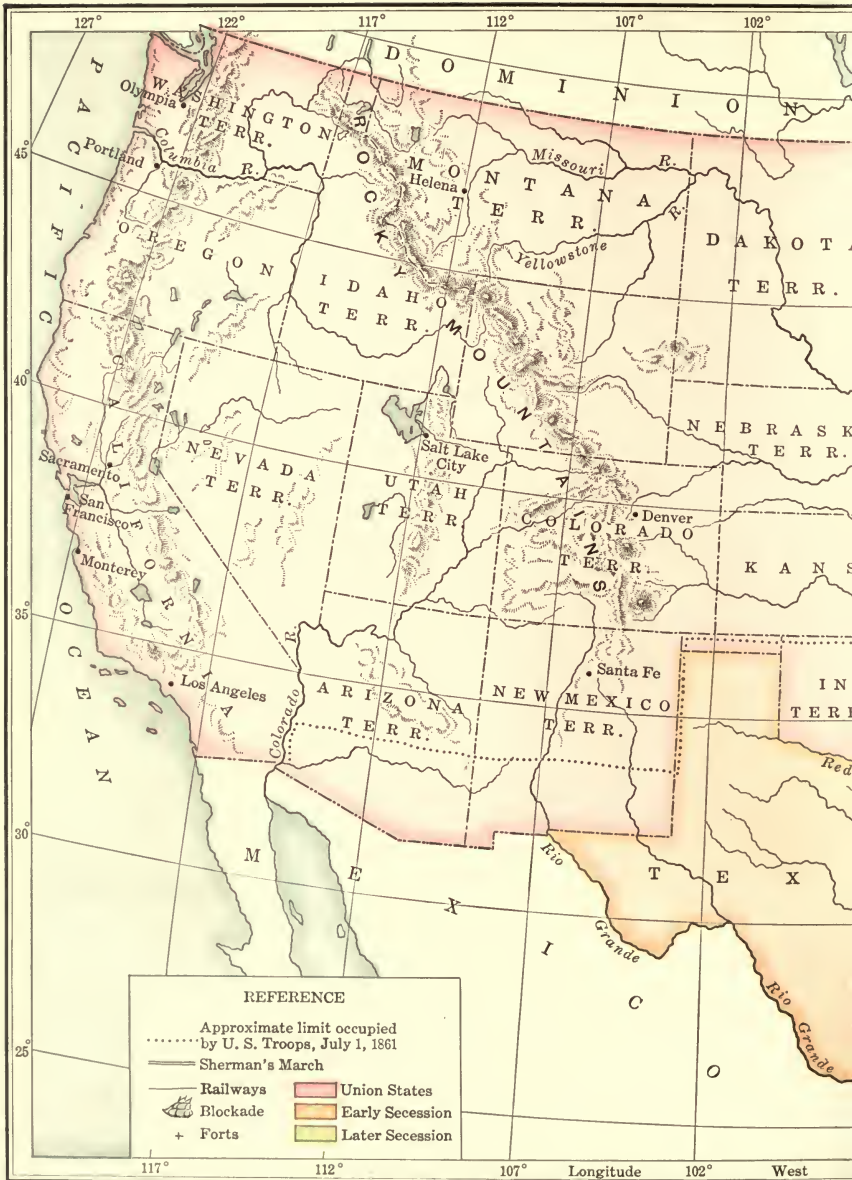 127° 122° 117° 112° 107° 102°
DOMINION
PACIFIC
OCEAN
WASHINGTON
TERR.
Olympia
Portland
Columbia R.
45°
ROCKY MOUNTAINS
MONTANA
TERR.
Helena
Missouri R.
Yellowstone R.
DAKOTA
TERR.
OREGON
IDAHO
TERR.
40°
CALIFORNIA
NEVADA
TERR.
Sacramento
San
Francisco
Monterey
Salt Lake
City
UTAH
TERR.
NEBRASK
TERR.
Denver
COLORADO
TERR.
KANS
35°
Los Angeles
Colorado R.
ARIZONA
TERR.
Santa Fe
NEW MEXICO
TERR.
IN
TERR
Red
30°
MEXICO
TEX
Rio Grande
Rio Grande
25°
REFERENCE
Approximate limit occupied
by U. S. Troops, July 1, 1861
Sherman's March
Railways
Blockade
Forts
Union States
Early Secession
Later Secession
117° 112° 107° Longitude 102° West